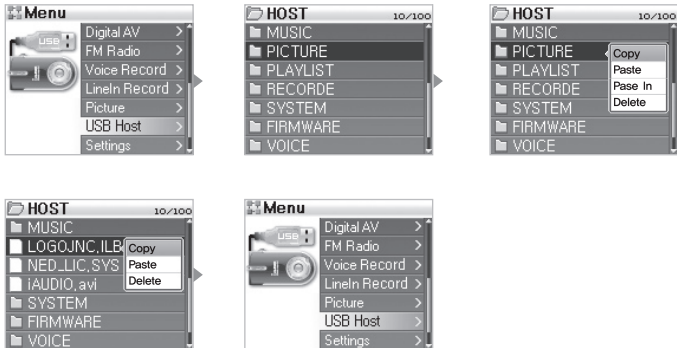 Menu
USB
Digital AV >
FM Radio >
Voice Record >
LineIn Record >
Picture >
USB Host >
Settings >
HOST 10/100
MUSIC
PICTURE
PLAYLIST
RECORDE
SYSTEM
FIRMWARE
VOICE
HOST 10/100
MUSIC
PICTURE
PLAYLIST
RECORDE
SYSTEM
FIRMWARE
VOICE
Copy
Paste
Pase In
Delete
HOST 10/100
MUSIC
LOGOJNC,ILB
NED_LIC,SYS
iAUDIO,avi
SYSTEM
FIRMWARE
VOICE
Copy
Paste
Delete
Menu
USB
Digital AV >
FM Radio >
Voice Record >
LineIn Record >
Picture >
USB Host >
Settings >